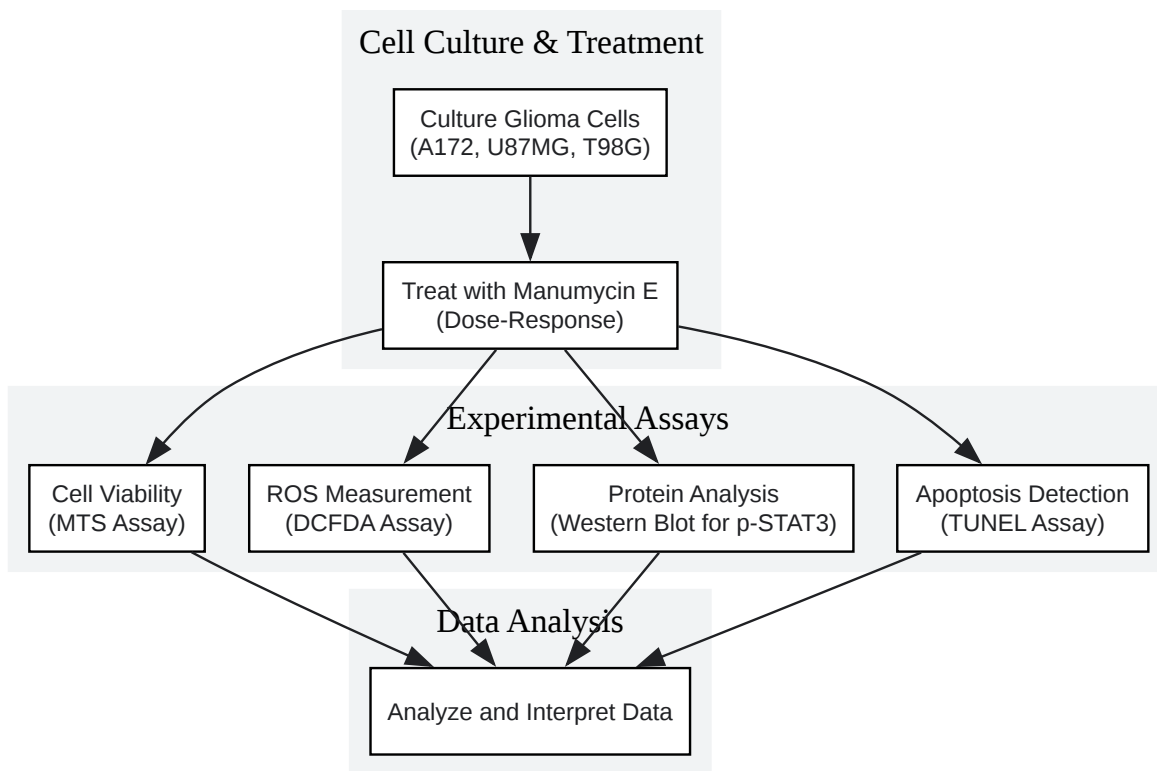 Cell Culture & Treatment
Culture Glioma Cells
(A172, U87MG, T98G)
Treat with Manumycin E
(Dose-Response)
Experimental Assays
Cell Viability
(MTS Assay)
ROS Measurement
(DCFDA Assay)
Protein Analysis
(Western Blot for p-STAT3)
Apoptosis Detection
(TUNEL Assay)
Data Analysis
Analyze and Interpret Data